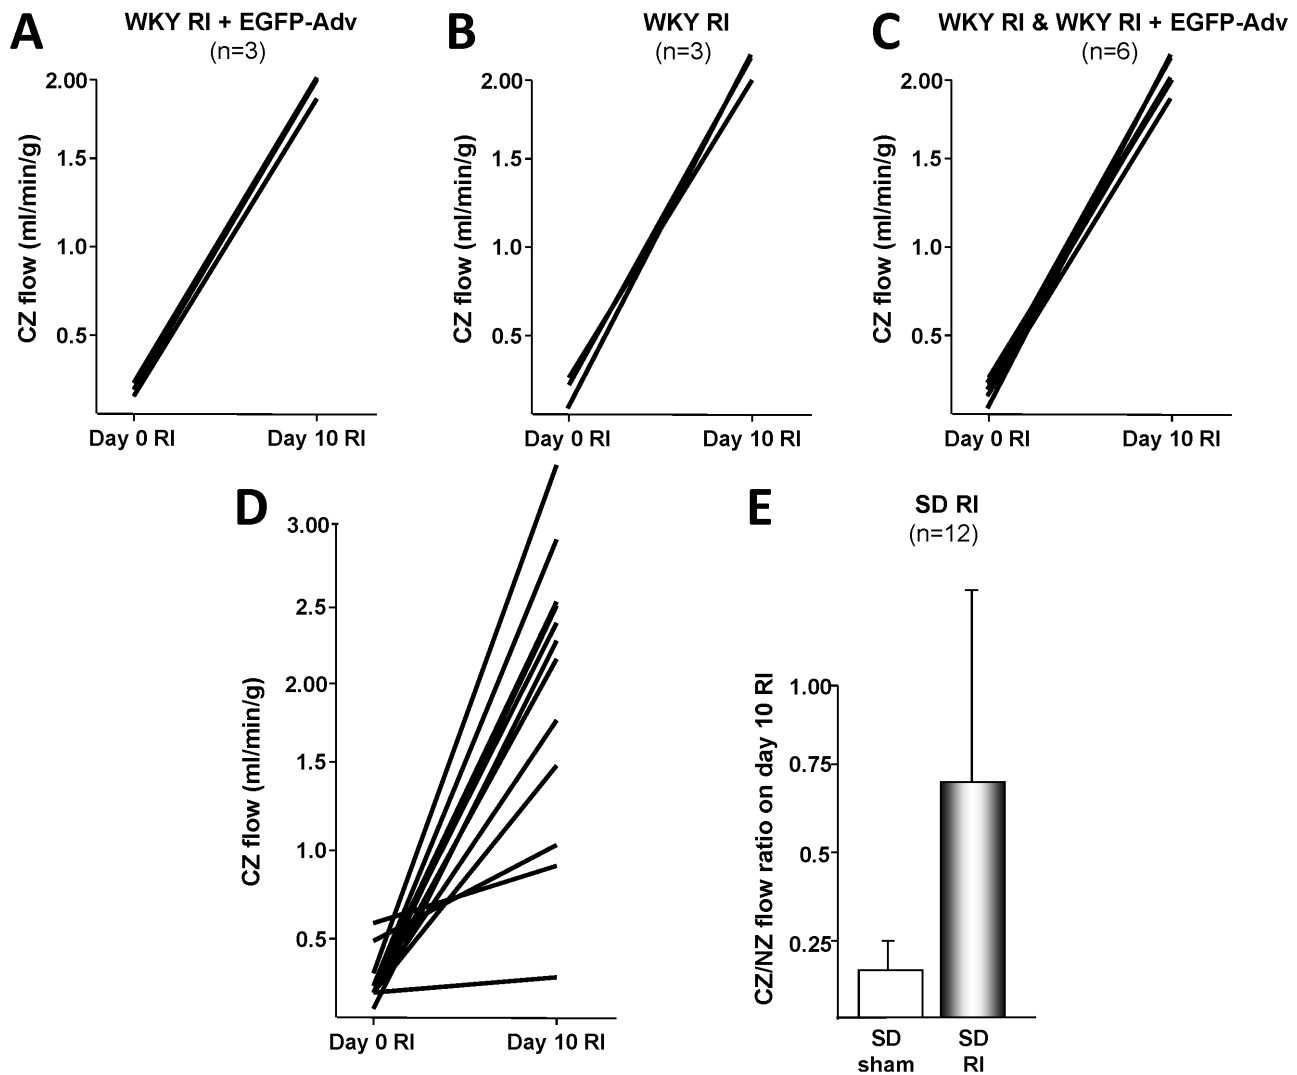 A
WKY RI + EGFP-Adv
(n=3)
CZ flow (ml/min/g)
2.00
1.5
1.0
0.5
Day 0 RI
Day 10 RI
B
WKY RI
(n=3)
CZ flow (ml/min/g)
2.00
1.5
1.0
0.5
Day 0 RI
Day 10 RI
C
WKY RI & WKY RI + EGFP-Adv
(n=6)
CZ flow (ml/min/g)
2.00
1.5
1.0
0.5
Day 0 RI
Day 10 RI
D
CZ flow (ml/min/g)
3.00
2.5
2.00
1.5
1.0
0.5
Day 0 RI
Day 10 RI
E
SD RI
(n=12)
CZ/NZ flow ratio on day 10 RI
1.00
0.75
0.5
0.25
SD
sham
SD
RI